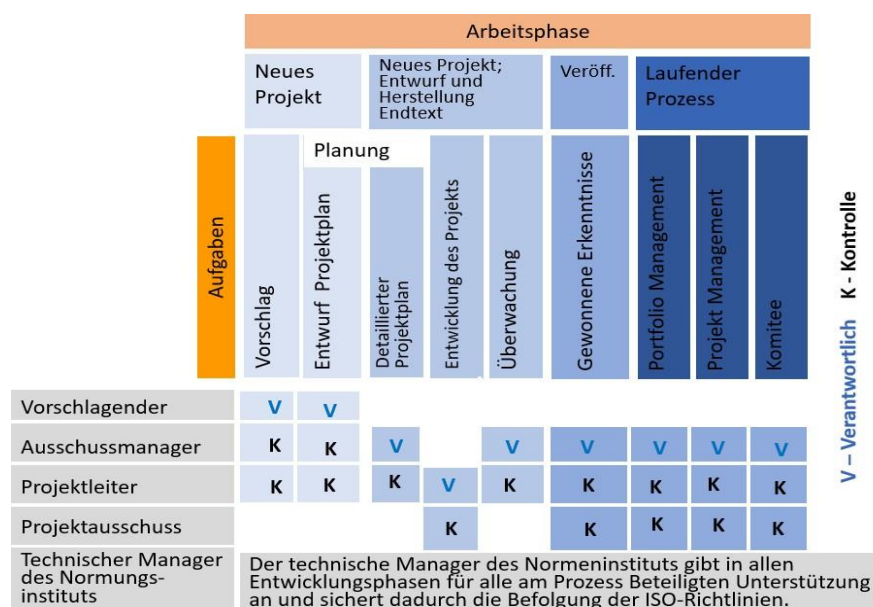 Arbeitsphase
Neues
Projekt
Neues Projekt;
Entwurf und
Herstellung
Endtext
Veröff.
Laufender
Prozess
Planung
Aufgaben
Vorschlag
Entwurf Projektplan
Detaillierter
Projektplan
Entwicklung des Projekts
Überwachung
Gewonnene Erkenntnisse
Portfolio Management
Projekt Management
Komitee
V – Verantwortlich K - Kontrolle
Vorschlagender V V
Ausschussmanager K K V V V V V V
Projektleiter K K K V K K K K K
Projektausschuss K K K K K
Technischer Manager
des Normungs-
instituts
Der technische Manager des Normeninstituts gibt in allen
Entwicklungsphasen für alle am Prozess Beteiligten Unterstützung
an und sichert dadurch die Befolgung der ISO-Richtlinien.